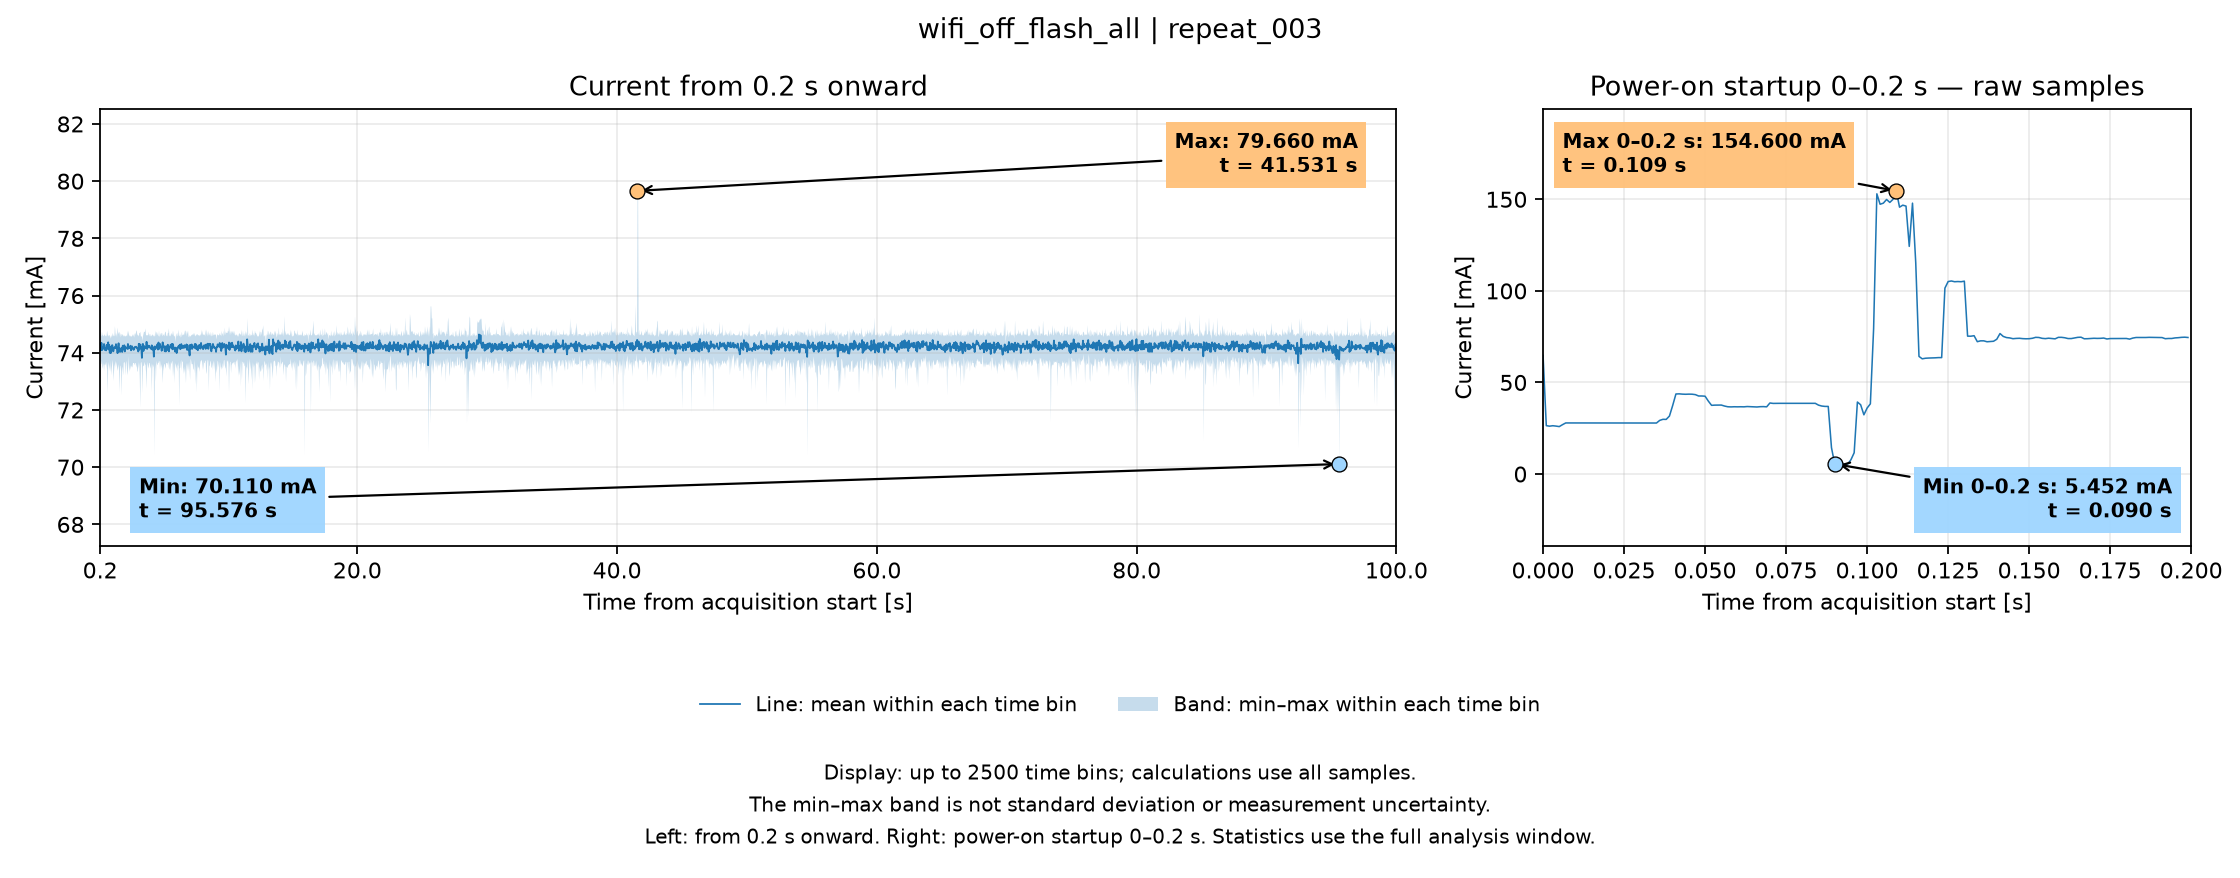 wifi_off_flash_all | repeat_003
Current from 0.2 s onward
Current [mA]
82
80
78
76
74
72
70
68
Max: 79.660 mA
t = 41.531 s
Min: 70.110 mA
t = 95.576 s
0.2
20.0
40.0
60.0
80.0
100.0
Time from acquisition start [s]
Power-on startup 0–0.2 s — raw samples
Current [mA]
150
100
50
0
Max 0–0.2 s: 154.600 mA
t = 0.109 s
Min 0–0.2 s: 5.452 mA
t = 0.090 s
0.000
0.025
0.050
0.075
0.100
0.125
0.150
0.175
0.200
Time from acquisition start [s]
Line: mean within each time bin
Band: min–max within each time bin
Display: up to 2500 time bins; calculations use all samples.
The min–max band is not standard deviation or measurement uncertainty.
Left: from 0.2 s onward. Right: power-on startup 0–0.2 s. Statistics use the full analysis window.